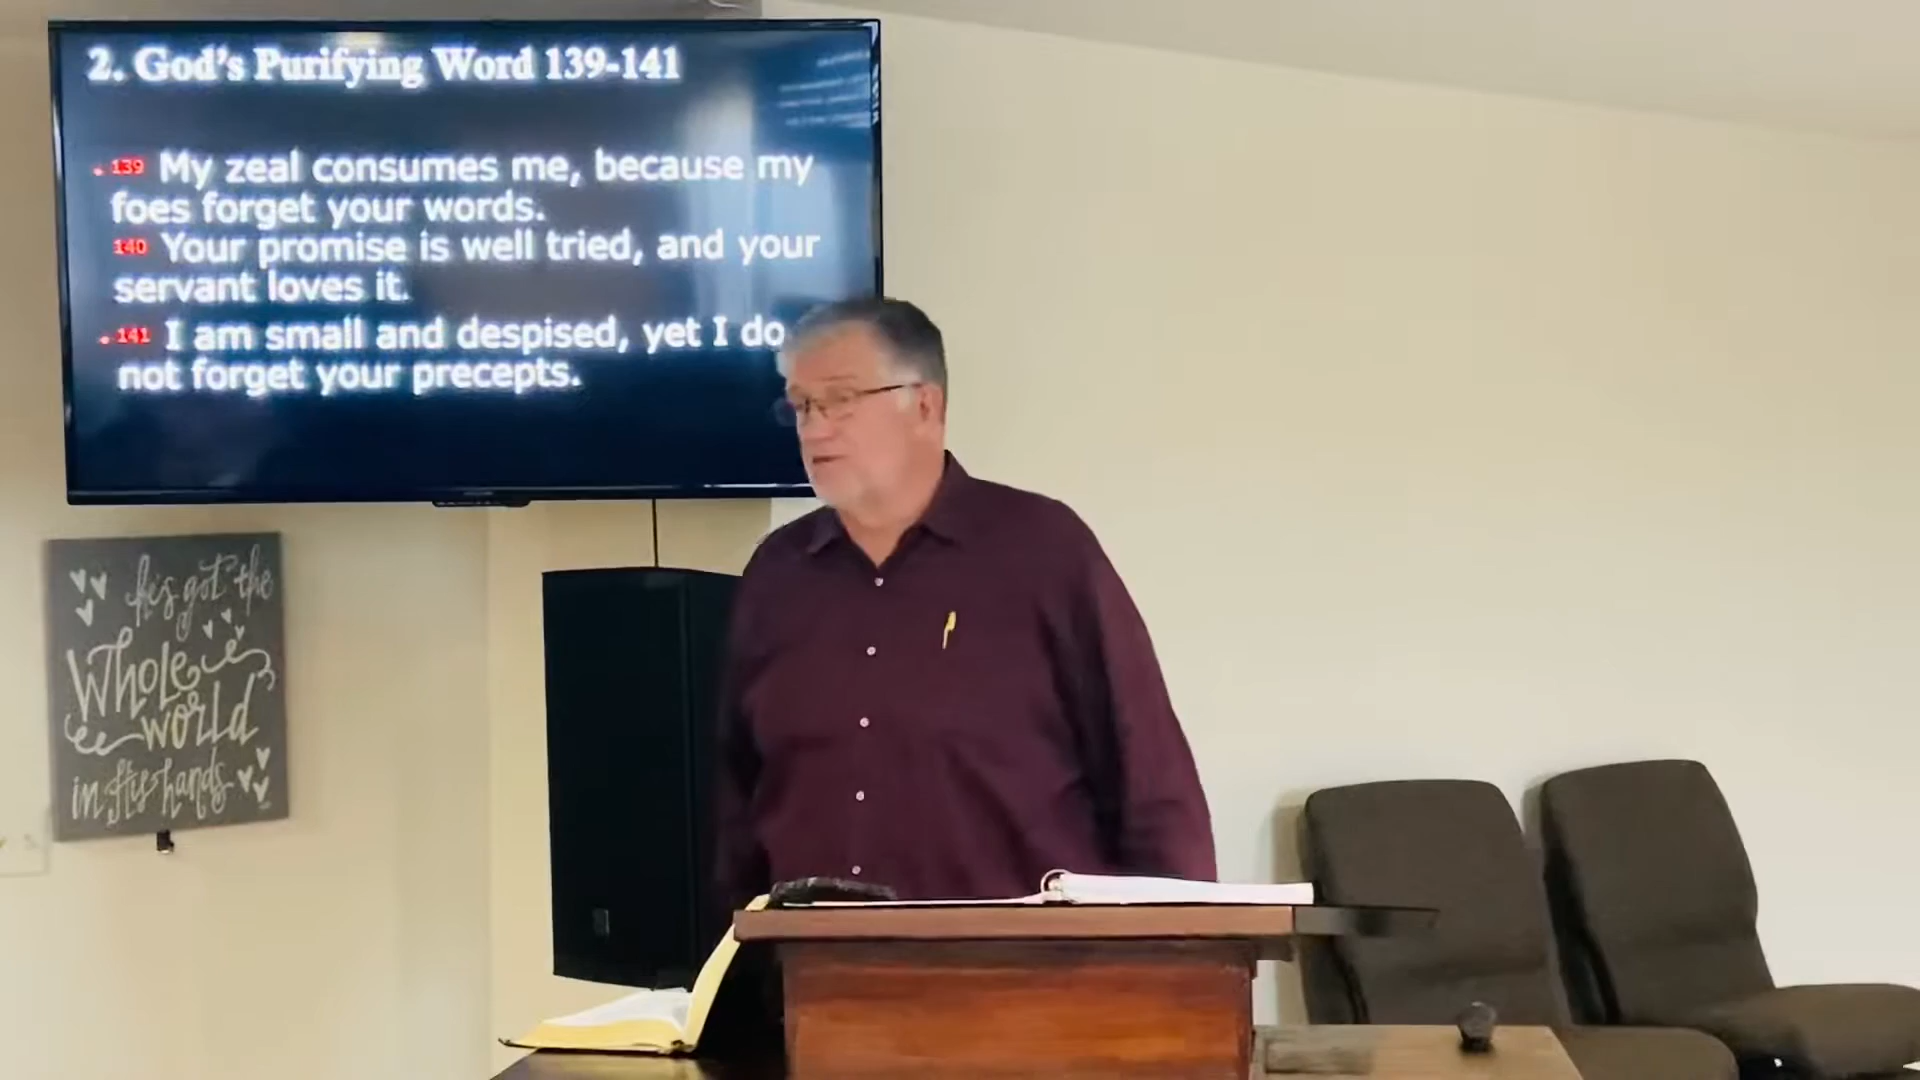 2. God's Purifying Word 139-141
139 My zeal consumes me, because my
foes forget your words.
140 Your promise is well tried, and your
servant loves it.
141 I am small and despised, yet I do
not forget your precepts.
he's got the
Whole
world
in His hands